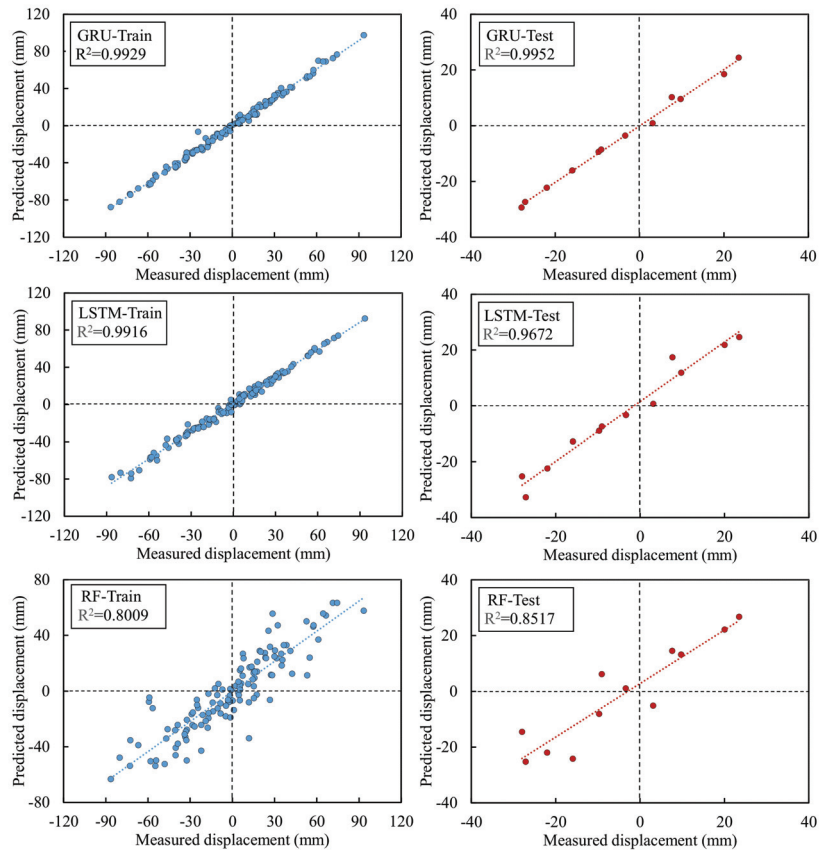 GRU-Train
R²=0.9929
Predicted displacement (mm)
120
80
40
0
-40
-80
-120
-120 -90 -60 -30 0 30 60 90 120
Measured displacement (mm)
GRU-Test
R²=0.9952
Predicted displacement (mm)
40
20
0
-20
-40
-40 -20 0 20 40
Measured displacement (mm)
LSTM-Train
R²=0.9916
Predicted displacement (mm)
120
80
40
0
-40
-80
-120
-120 -90 -60 -30 0 30 60 90 120
Measured displacement (mm)
LSTM-Test
R²=0.9672
Predicted displacement (mm)
40
20
0
-20
-40
-40 -20 0 20 40
Measured displacement (mm)
RF-Train
R²=0.8009
Predicted displacement (mm)
80
40
0
-40
-80
-120 -90 -60 -30 0 30 60 90 120
Measured displacement (mm)
RF-Test
R²=0.8517
Predicted displacement (mm)
40
20
0
-20
-40
-40 -20 0 20 40
Measured displacement (mm)